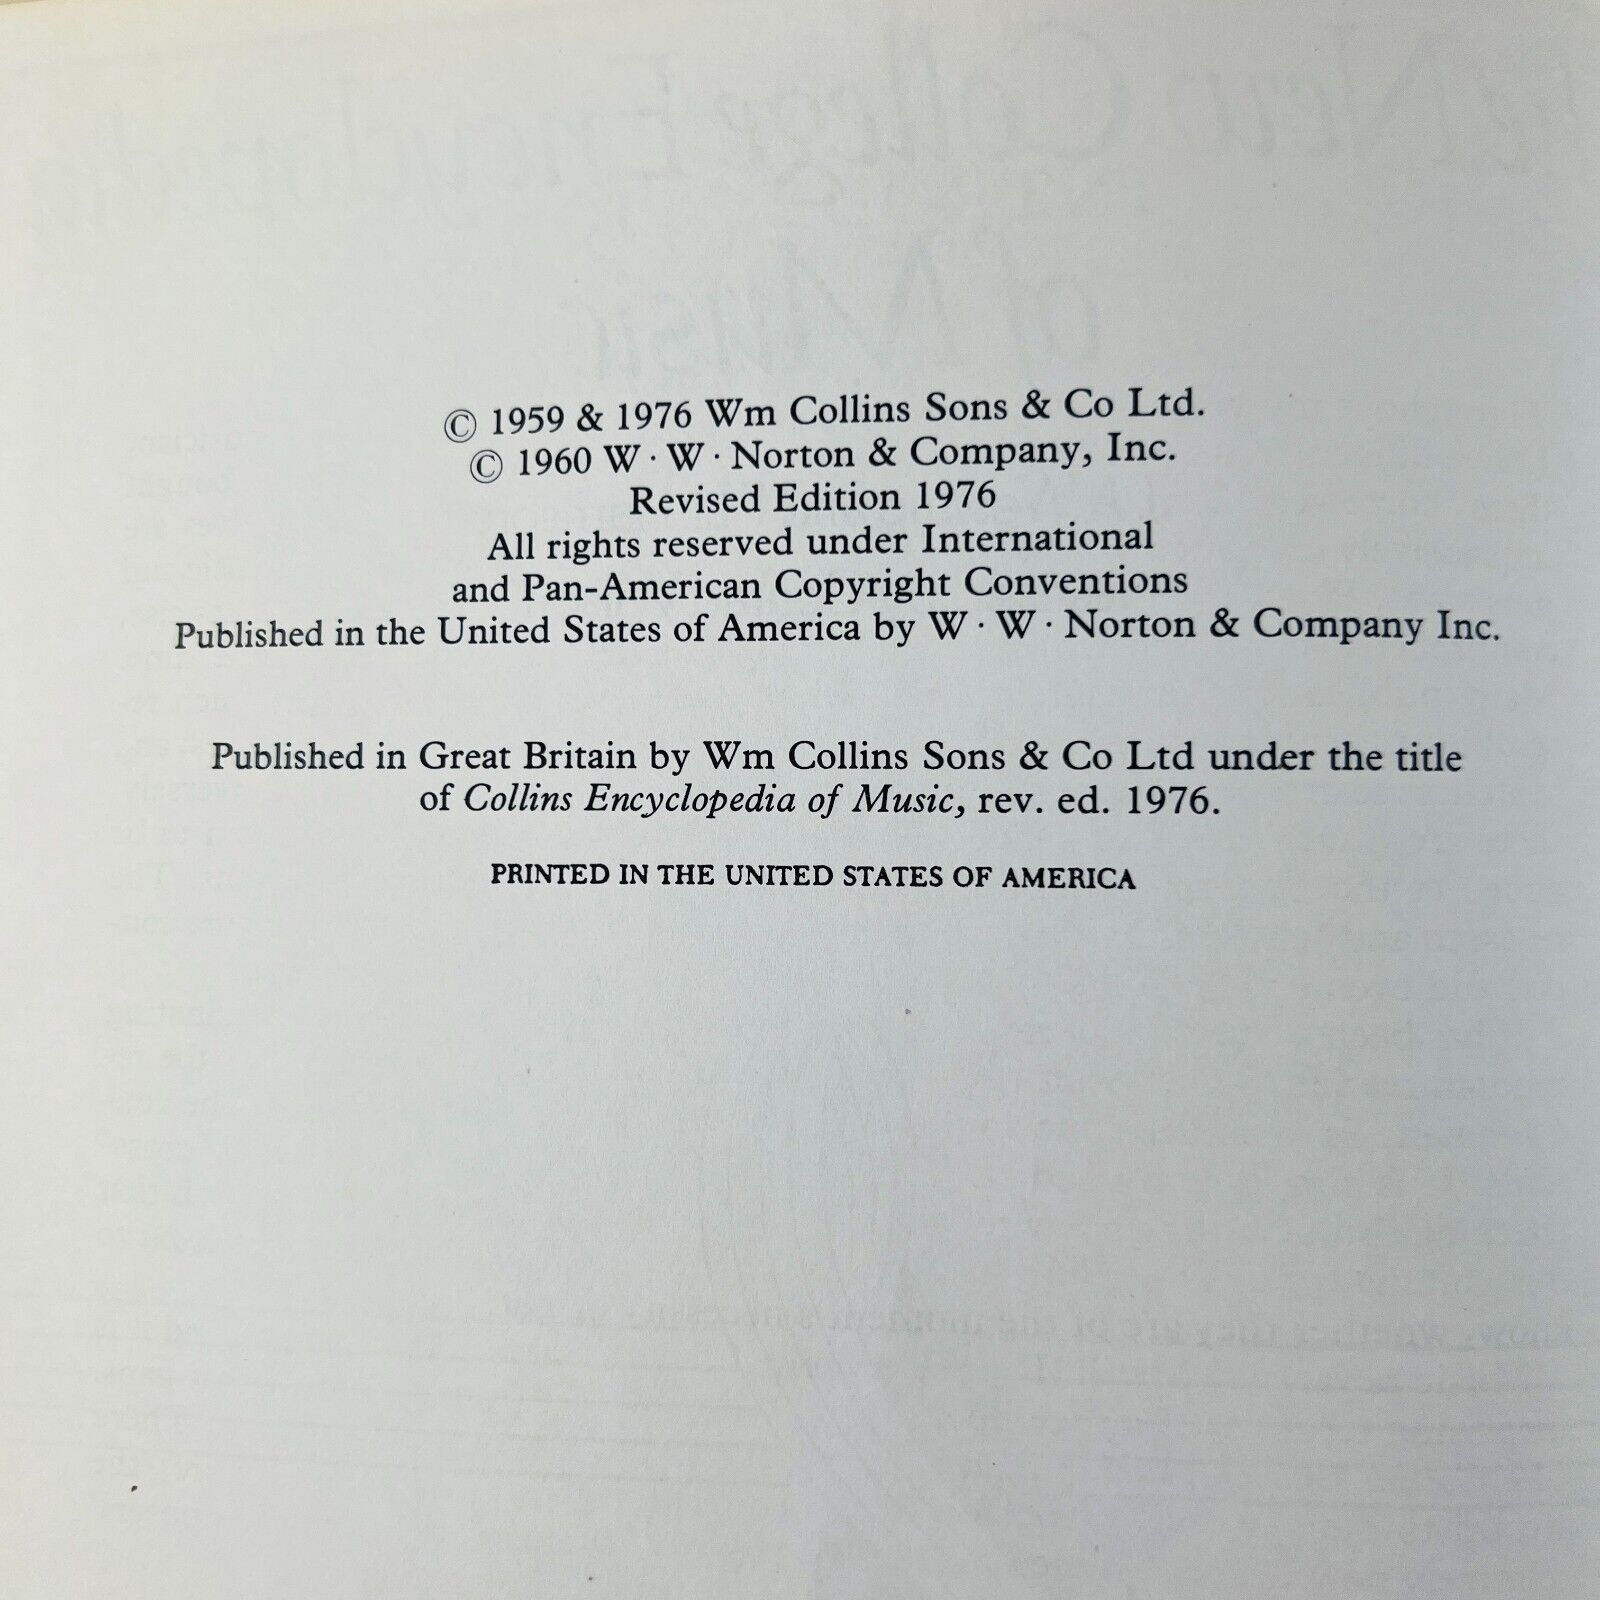 © 1959 & 1976 Wm Collins Sons & Co Ltd.
© 1960 W · W · Norton & Company, Inc.
Revised Edition 1976
All rights reserved under International
and Pan-American Copyright Conventions
Published in the United States of America by W · W · Norton & Company Inc.
Published in Great Britain by Wm Collins Sons & Co Ltd under the title
of Collins Encyclopedia of Music, rev. ed. 1976.
PRINTED IN THE UNITED STATES OF AMERICA